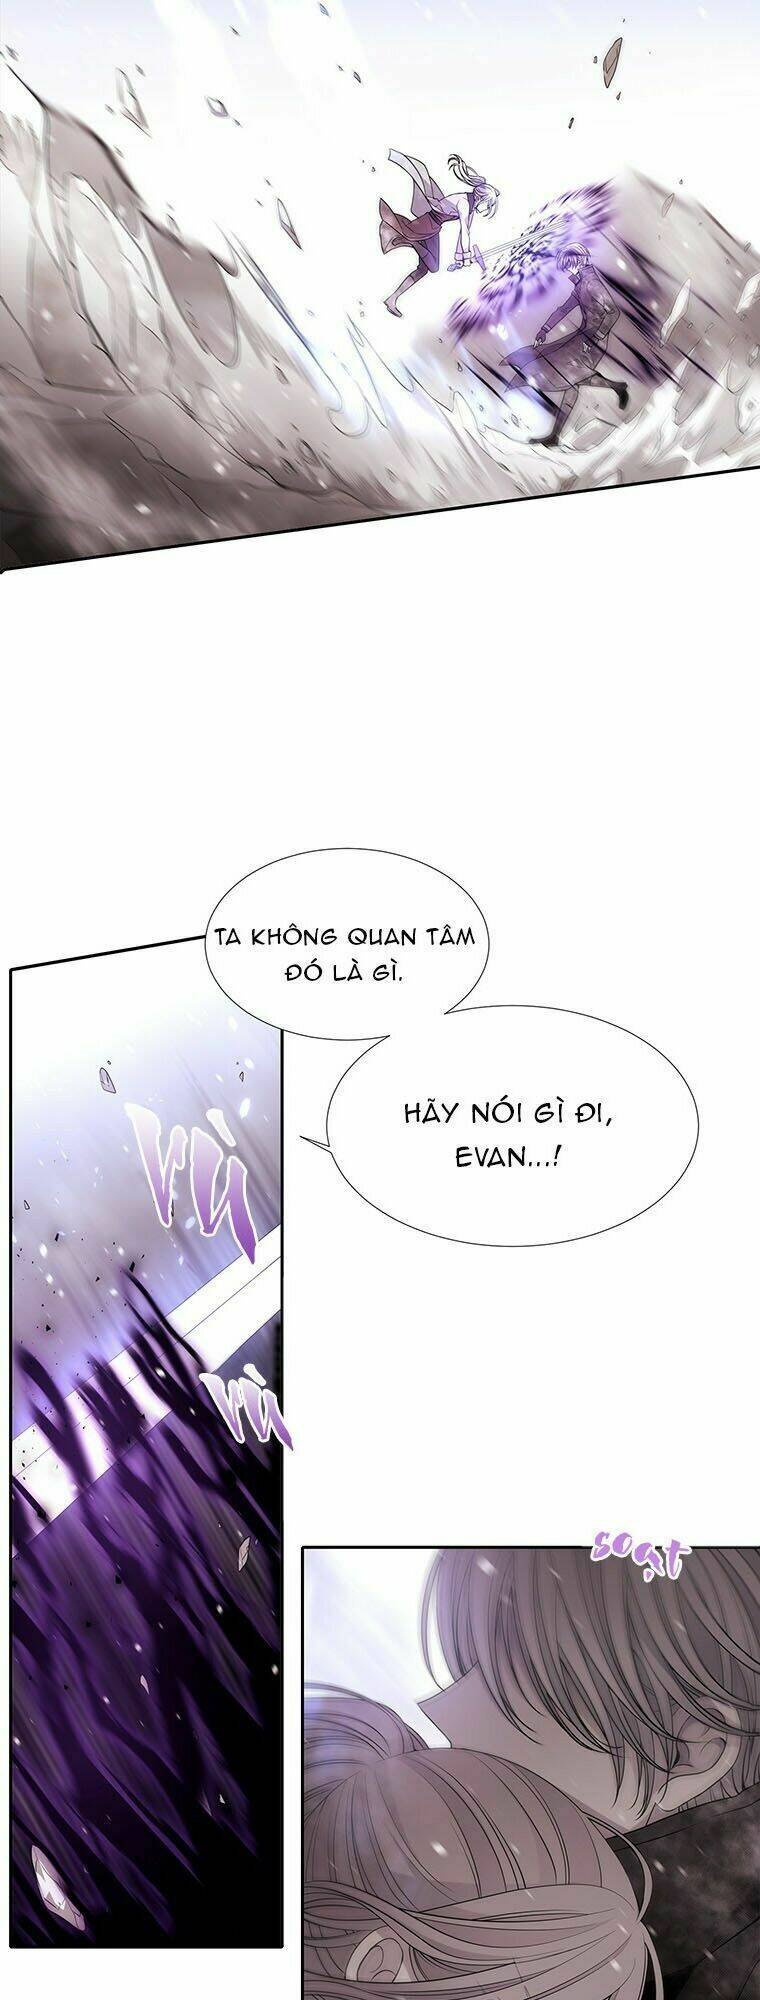 TA KHÔNG QUAN TÂM
ĐÓ LÀ GÌ.
HÃY NÓI GÌ ĐI,
EVAN...!
VÙ
VÙ
soạt